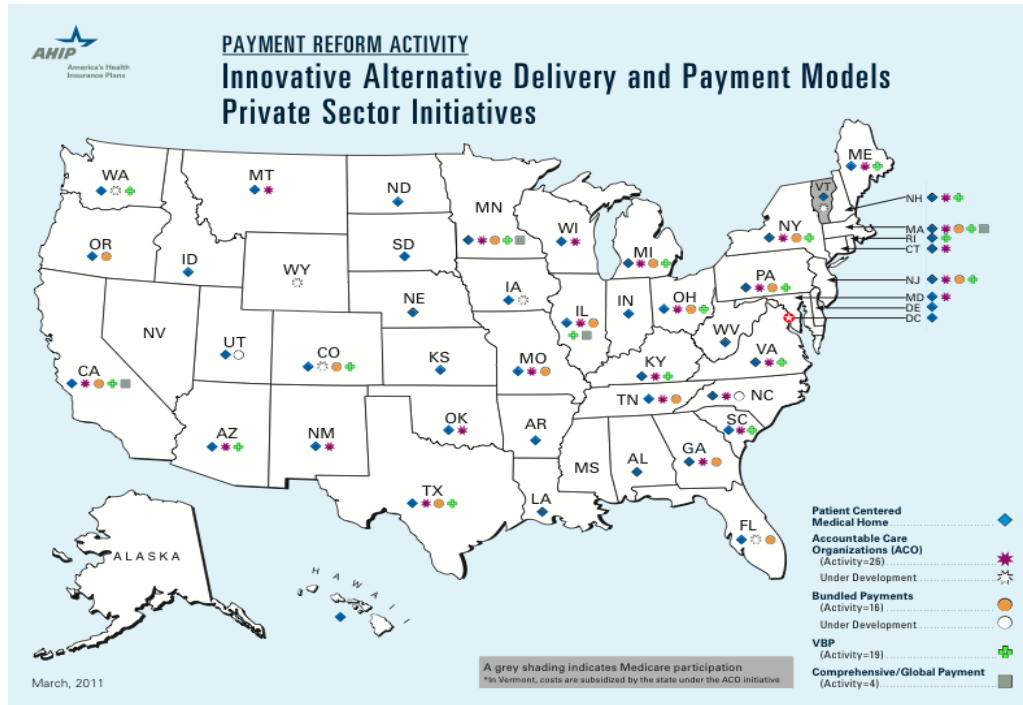 AHIP
America's Health
Insurance Plans
PAYMENT REFORM ACTIVITY
Innovative Alternative Delivery and Payment Models
Private Sector Initiatives
WA
MT
ND
MN
WI
MI
ME
VT
NH
NY
MA
RI
CT
OR
ID
WY
SD
NE
IA
IL
IN
OH
PA
NJ
MD
DE
DC
NV
UT
CO
KS
MO
KY
WV
VA
CA
AZ
NM
OK
AR
TN
NC
SC
TX
LA
MS
AL
GA
FL
ALASKA
HAWAII
Patient Centered
Medical Home
Accountable Care
Organizations (ACO)
(Activity=26)
Under Development
Bundled Payments
(Activity=16)
Under Development
VBP
(Activity=19)
Comprehensive/Global Payment
(Activity=4)
A grey shading indicates Medicare participation
*In Vermont, costs are subsidized by the state under the ACO initiative
March, 2011